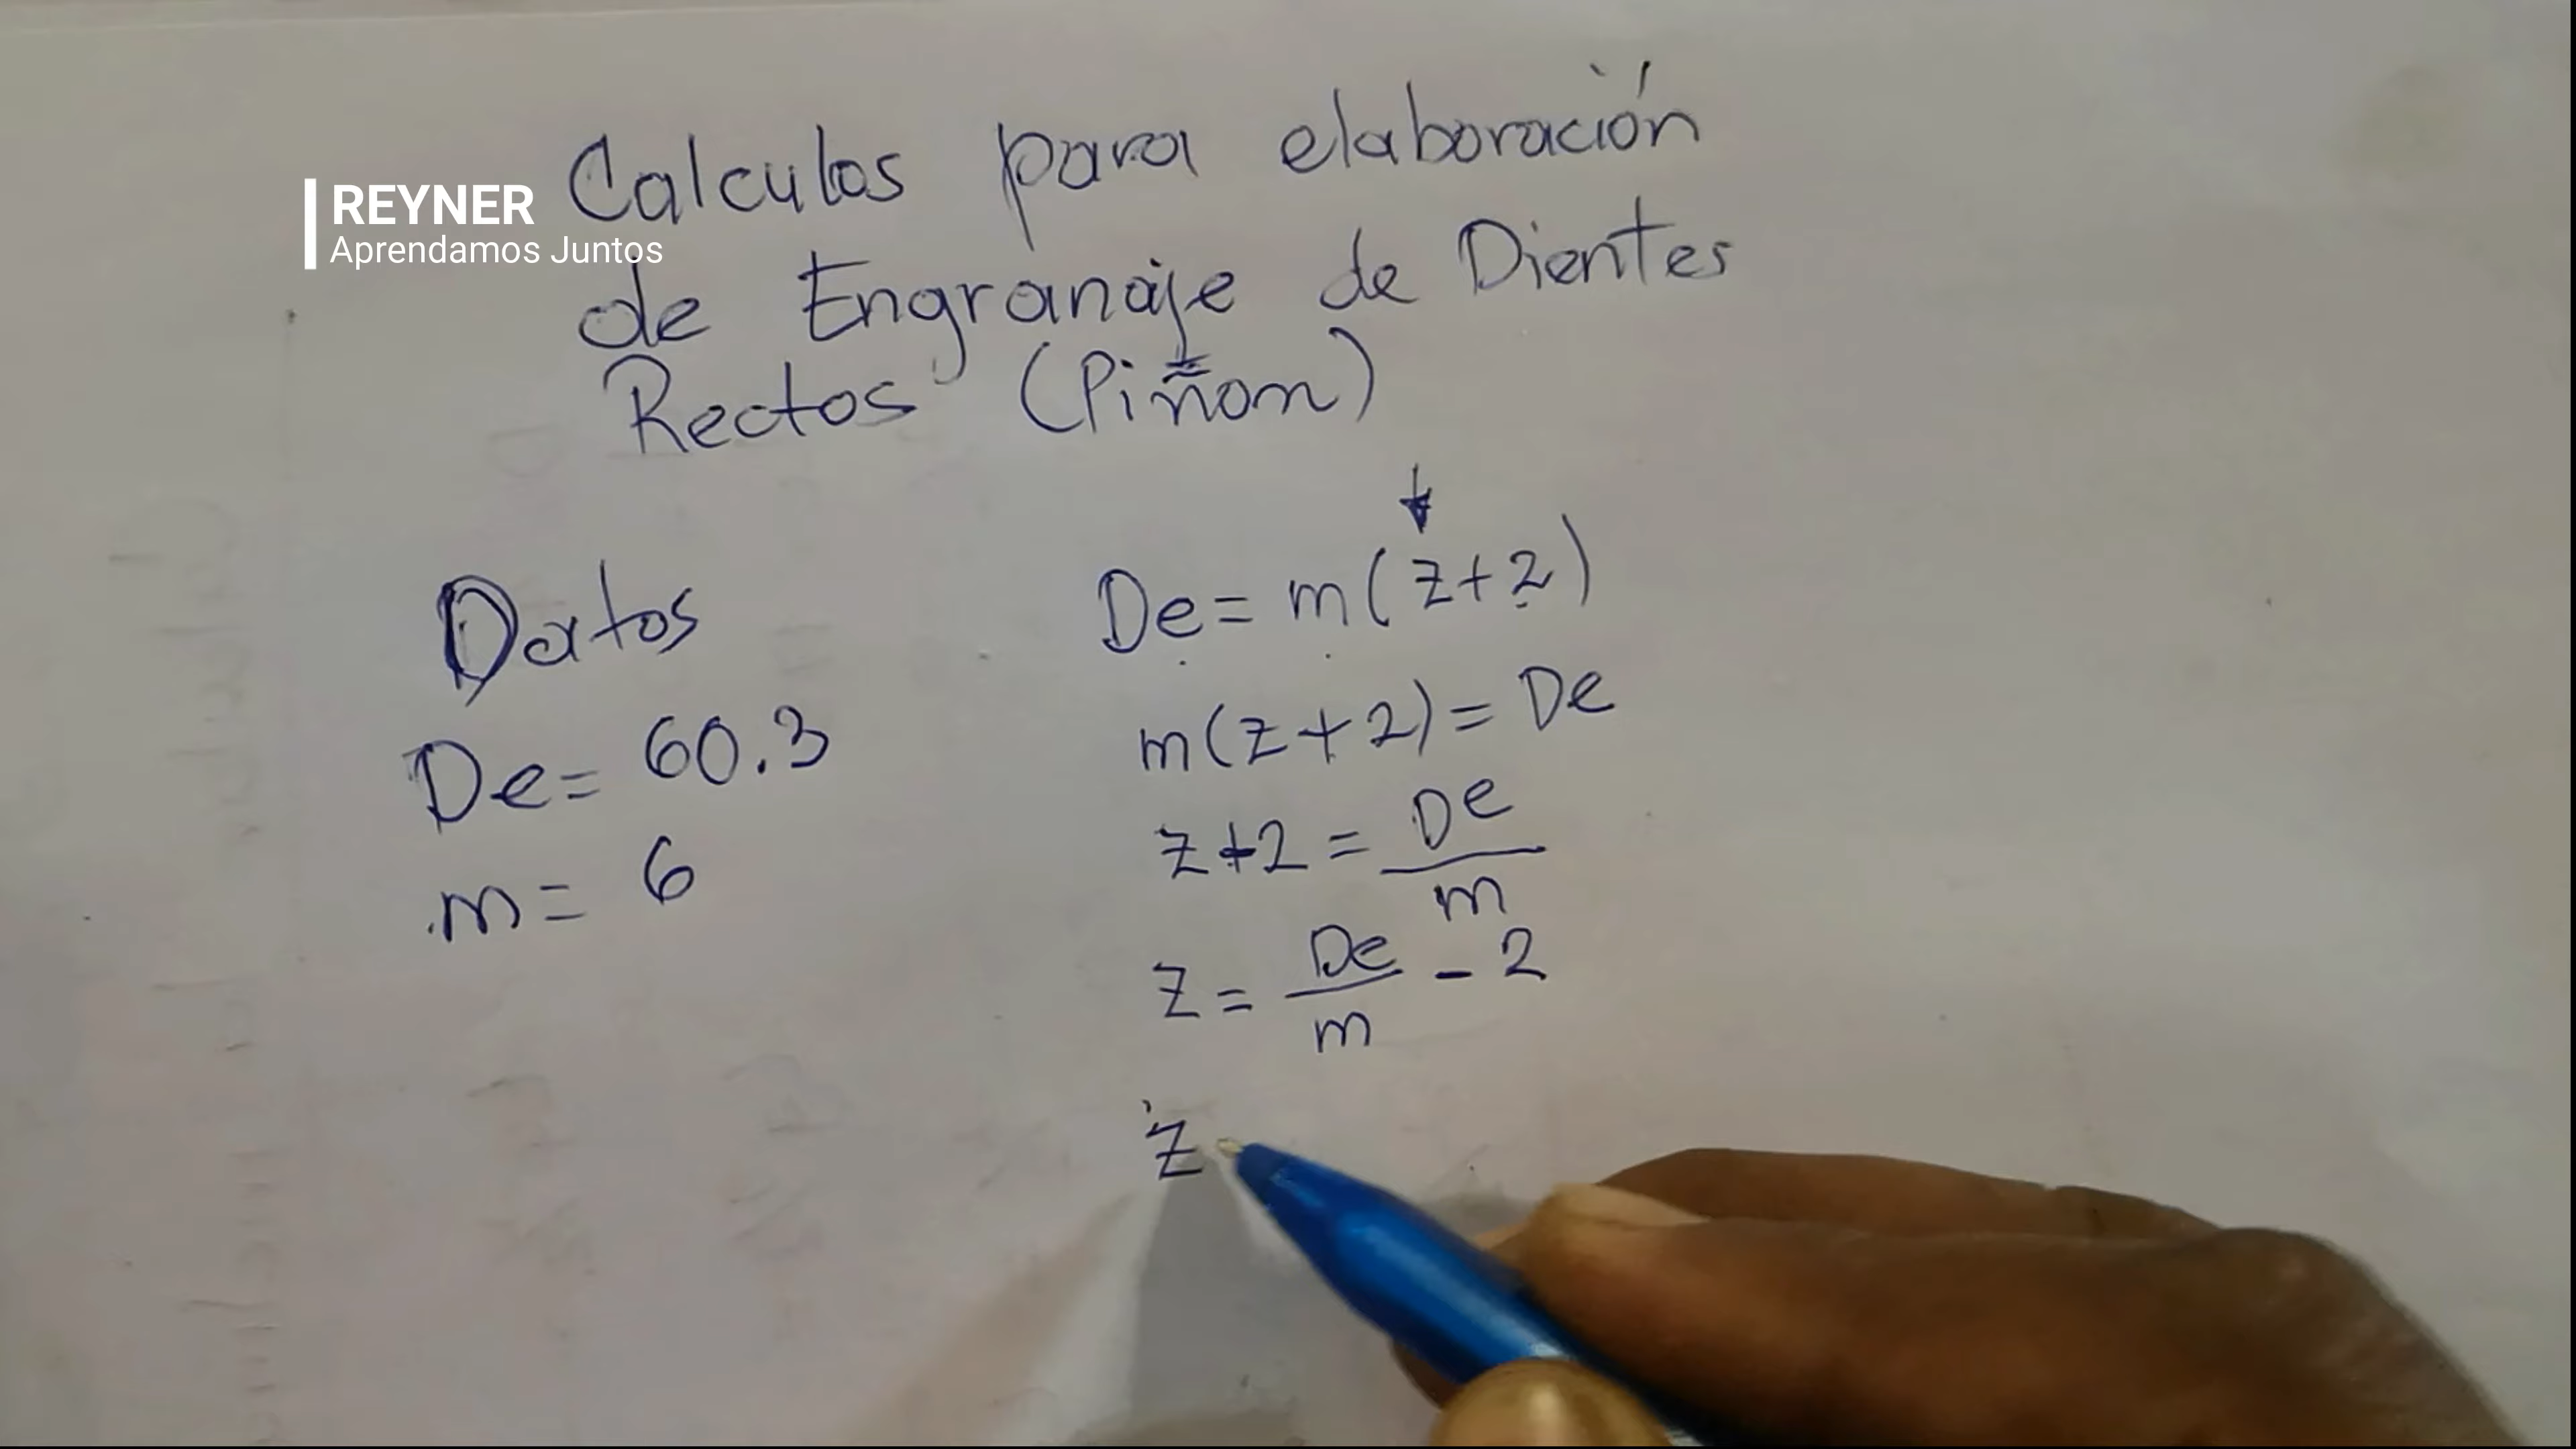 REYNER
Aprendamos Juntos
Calculos para elaboración
de Engranaje de Dientes
Rectos (Piñom)
Datos
De = 60.3
m = 6
De = m(z+2)
m(z+2) = De
z+2 = De/m
z = De/m - 2
z